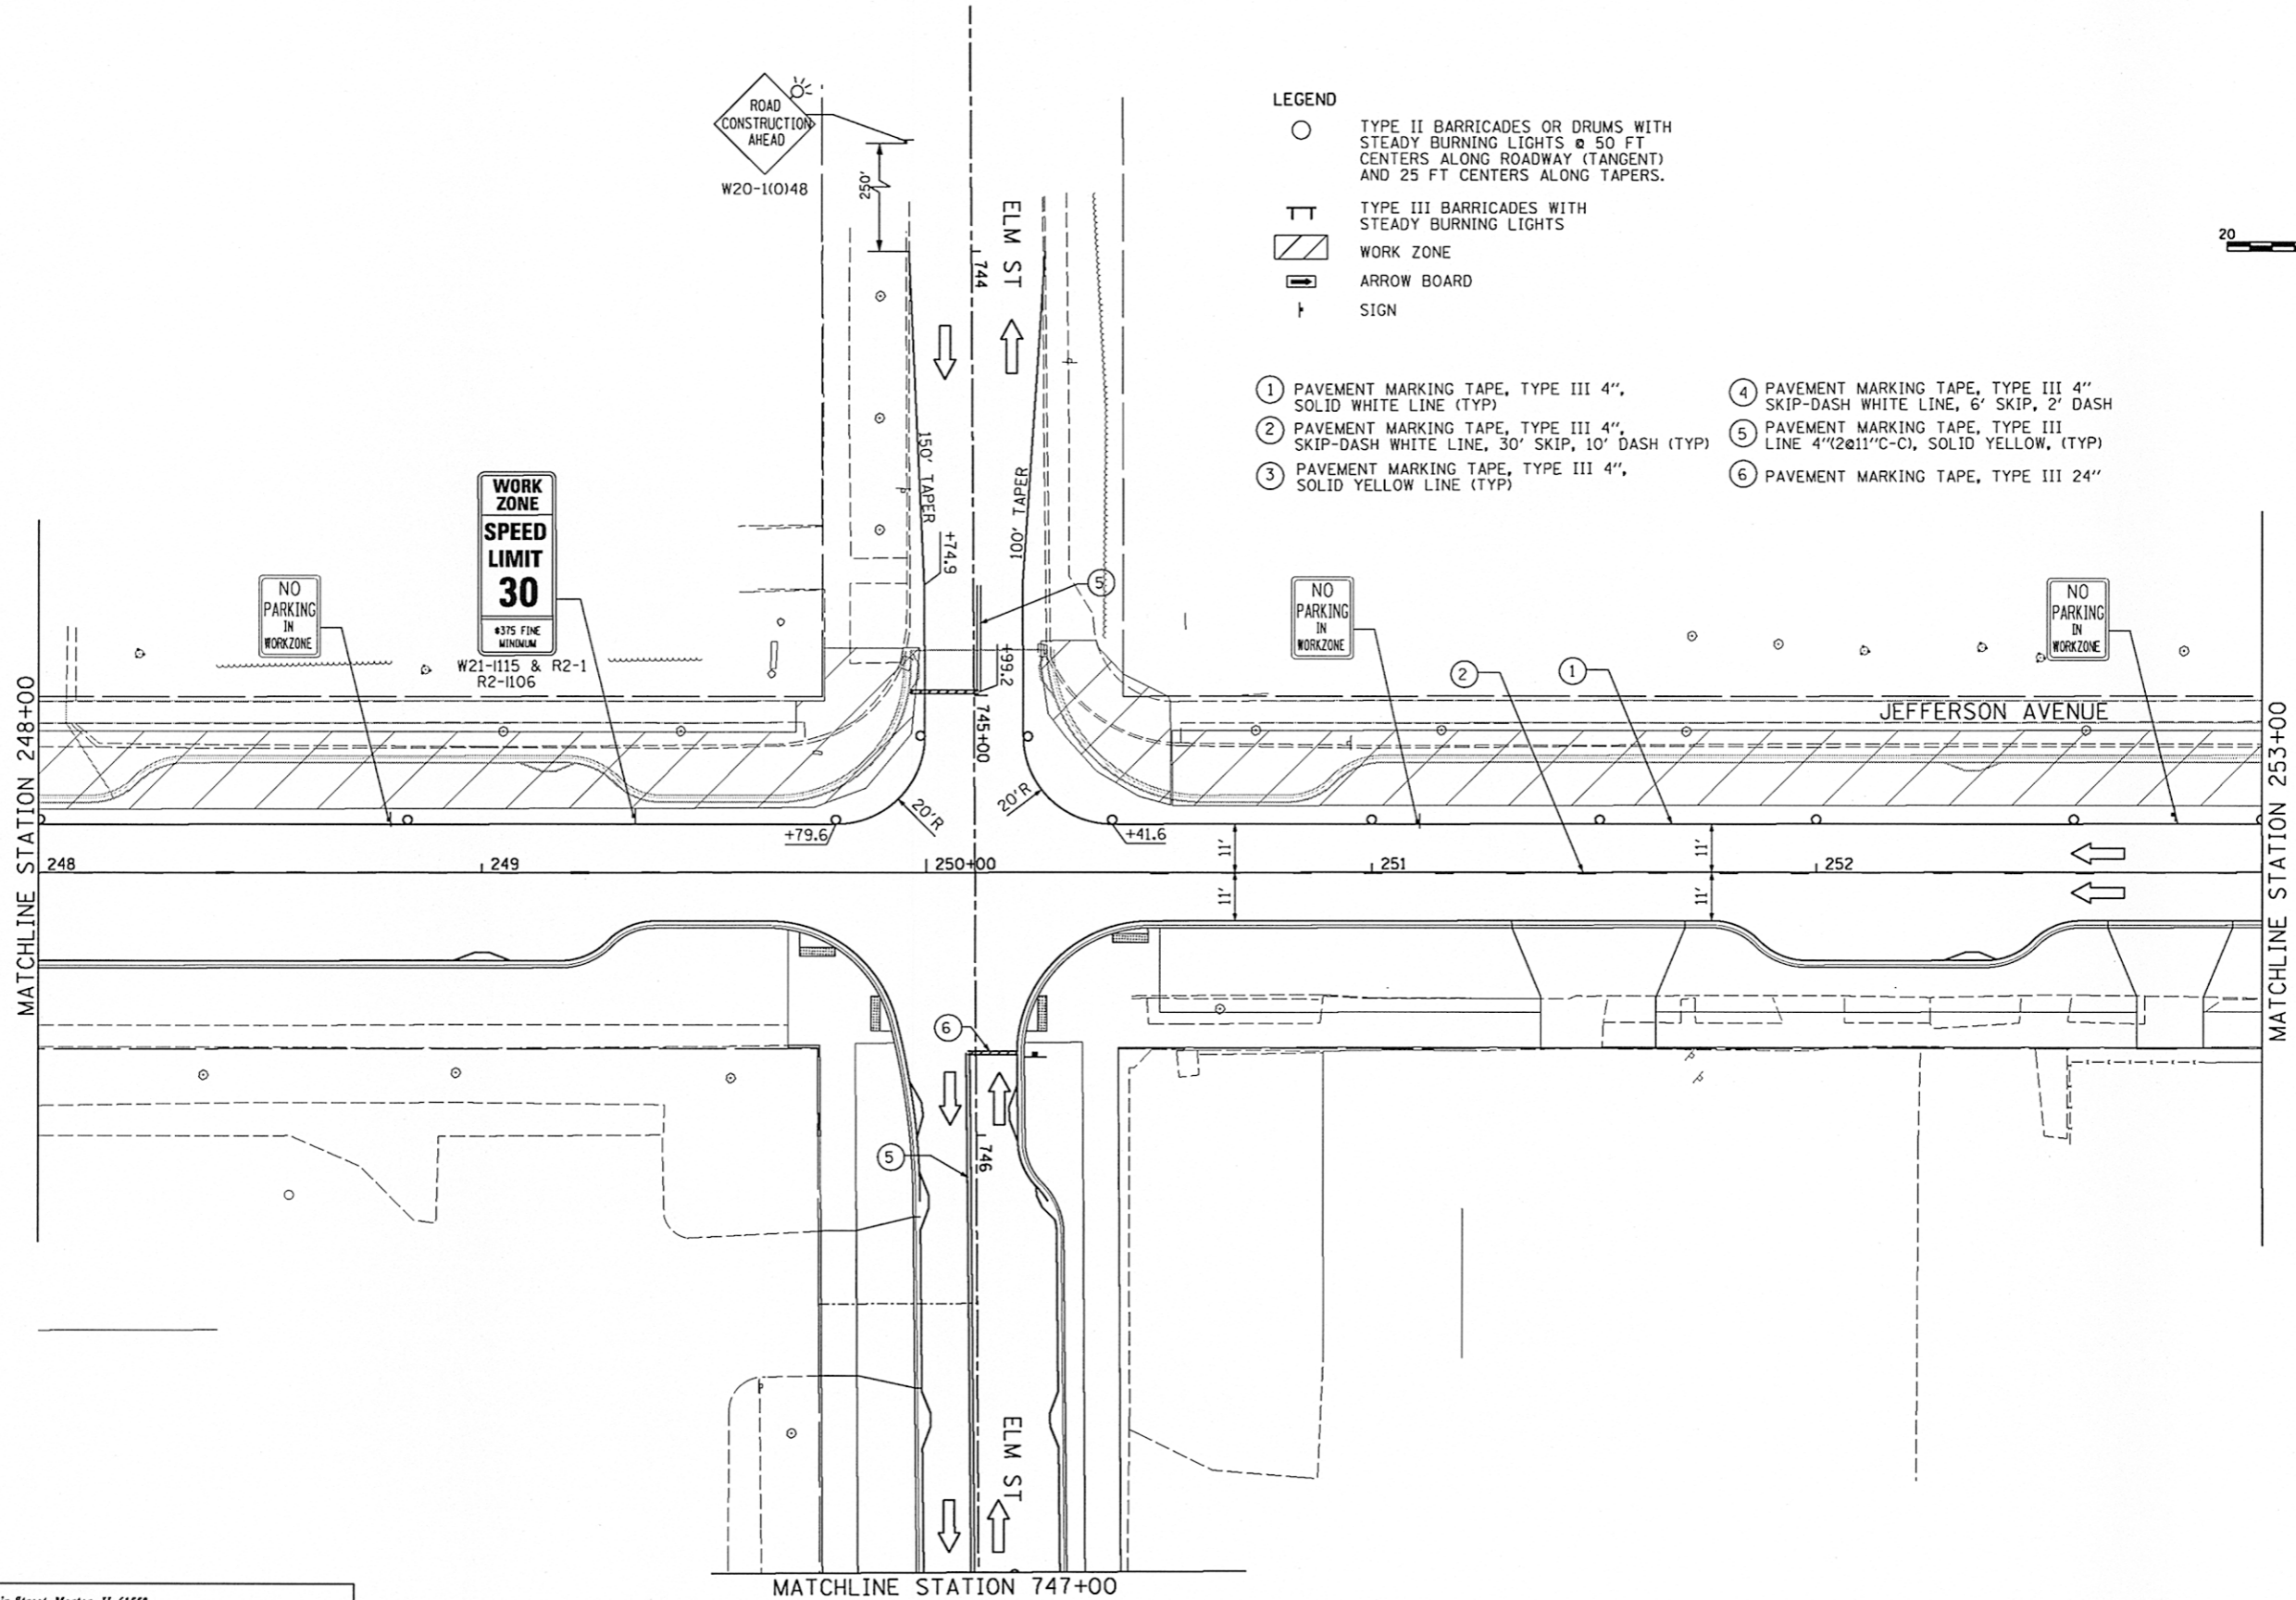 ROAD
CONSTRUCTION
AHEAD
W20-1(O)48
250'
ELM ST
744
LEGEND
TYPE II BARRICADES OR DRUMS WITH
STEADY BURNING LIGHTS @ 50 FT
CENTERS ALONG ROADWAY (TANGENT)
AND 25 FT CENTERS ALONG TAPERS.
TYPE III BARRICADES WITH
STEADY BURNING LIGHTS
WORK ZONE
ARROW BOARD
SIGN
20
1 PAVEMENT MARKING TAPE, TYPE III 4",
SOLID WHITE LINE (TYP)
2 PAVEMENT MARKING TAPE, TYPE III 4",
SKIP-DASH WHITE LINE, 30' SKIP, 10' DASH (TYP)
3 PAVEMENT MARKING TAPE, TYPE III 4",
SOLID YELLOW LINE (TYP)
4 PAVEMENT MARKING TAPE, TYPE III 4"
SKIP-DASH WHITE LINE, 6' SKIP, 2' DASH
5 PAVEMENT MARKING TAPE, TYPE III
LINE 4"(2@11"C-C), SOLID YELLOW, (TYP)
6 PAVEMENT MARKING TAPE, TYPE III 24"
150' TAPER
100' TAPER
+74.9
5
+99.2
745+00
WORK
ZONE
SPEED
LIMIT
30
$375 FINE
MINIMUM
W21-I115 & R2-1
R2-I106
NO
PARKING
IN
WORKZONE
NO
PARKING
IN
WORKZONE
NO
PARKING
IN
WORKZONE
2
1
JEFFERSON AVENUE
MATCHLINE STATION 248+00
MATCHLINE STATION 253+00
20'R
20'R
+79.6
+41.6
11'
11'
248
249
250+00
251
252
11'
11'
6
5
746
ELM ST
MATCHLINE STATION 747+00
Street, Morton, IL